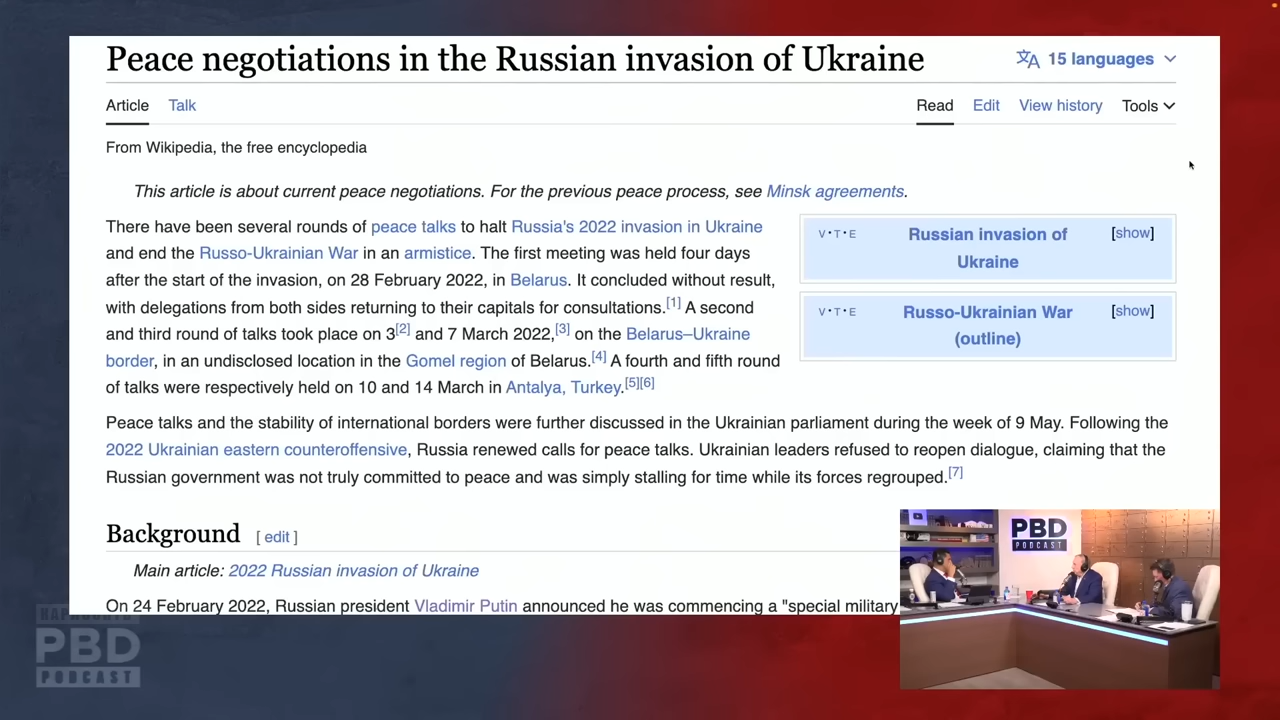 Peace negotiations in the Russian invasion of Ukraine
15 languages
Article Talk
Read Edit View history Tools
From Wikipedia, the free encyclopedia
This article is about current peace negotiations. For the previous peace process, see Minsk agreements.
There have been several rounds of peace talks to halt Russia's 2022 invasion in Ukraine
and end the Russo-Ukrainian War in an armistice. The first meeting was held four days
after the start of the invasion, on 28 February 2022, in Belarus. It concluded without result,
with delegations from both sides returning to their capitals for consultations.[1] A second
and third round of talks took place on 3[2] and 7 March 2022,[3] on the Belarus–Ukraine
border, in an undisclosed location in the Gomel region of Belarus.[4] A fourth and fifth round
of talks were respectively held on 10 and 14 March in Antalya, Turkey.[5][6]
V·T·E Russian invasion of [show]
Ukraine
V·T·E Russo-Ukrainian War [show]
(outline)
Peace talks and the stability of international borders were further discussed in the Ukrainian parliament during the week of 9 May. Following the
2022 Ukrainian eastern counteroffensive, Russia renewed calls for peace talks. Ukrainian leaders refused to reopen dialogue, claiming that the
Russian government was not truly committed to peace and was simply stalling for time while its forces regrouped.[7]
Background [ edit ]
Main article: 2022 Russian invasion of Ukraine
On 24 February 2022, Russian president Vladimir Putin announced he was commencing a "special military
PBD
PODCAST
PBD
PODCAST